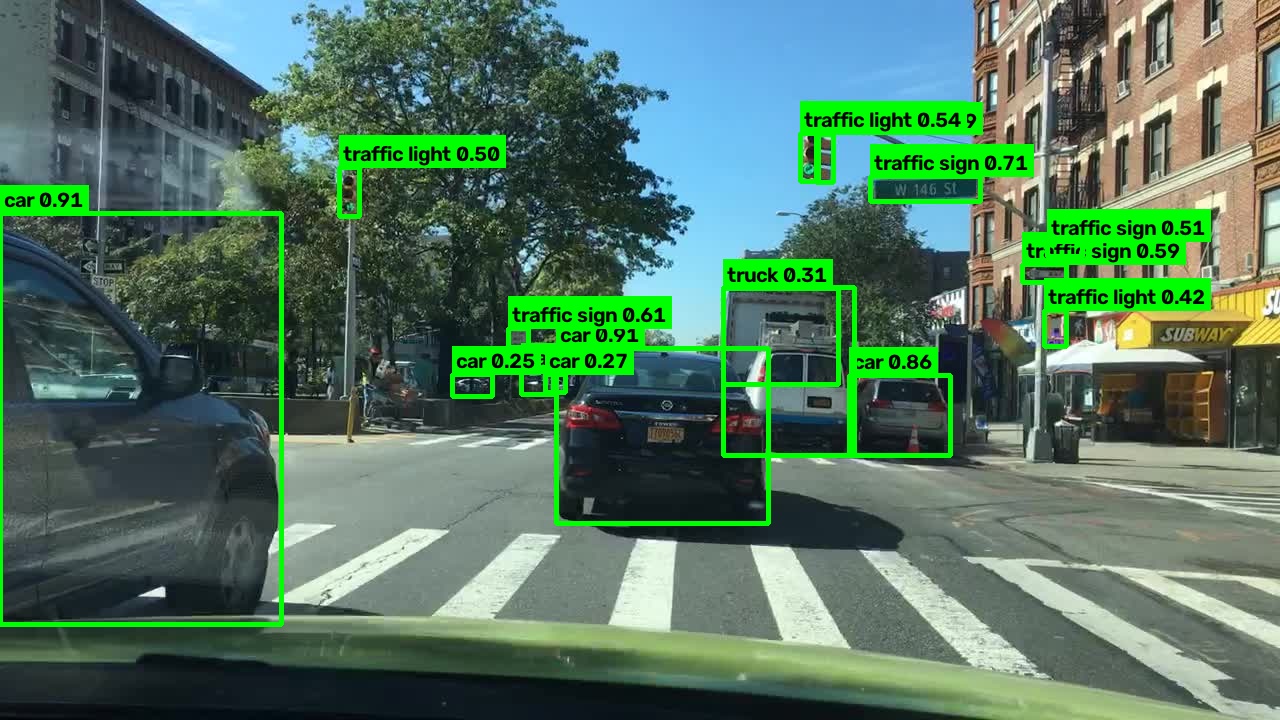 traffic light 0.54 9
traffic light 0.50
traffic sign 0.71
W 146 St
car 0.91
traffic sign 0.51
traffic sign 0.59
truck 0.31
STOP
traffic light 0.42
traffic sign 0.61
car 0.91
SUBWAY
car 0.25
car 0.27
car 0.86